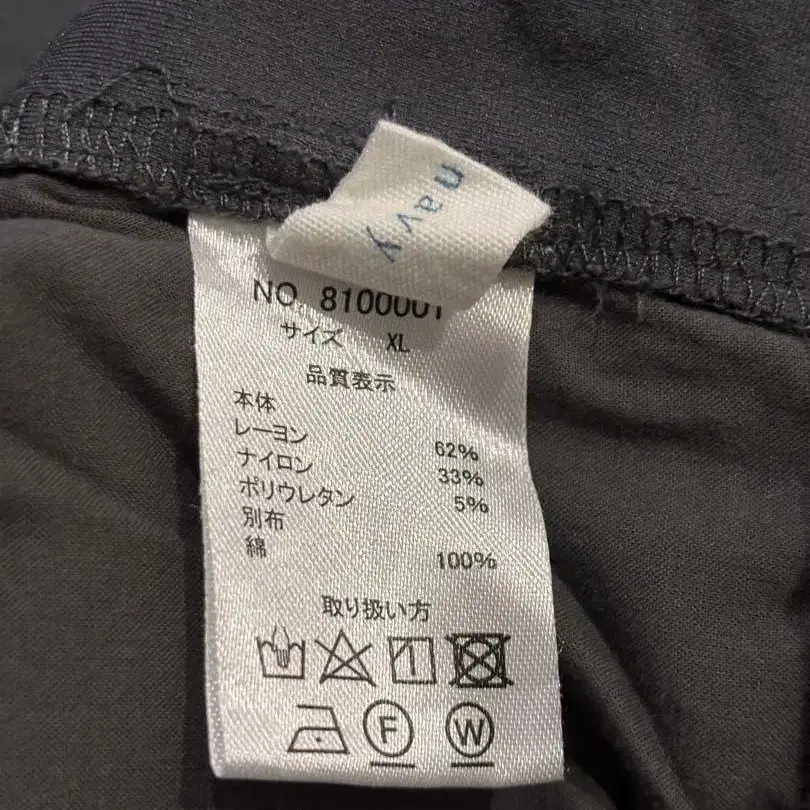 navy
NO. 8100001
サイズ XL
品質表示
本体
レーヨン 62%
ナイロン 33%
ポリウレタン 5%
別布
綿 100%
取り扱い方
F W